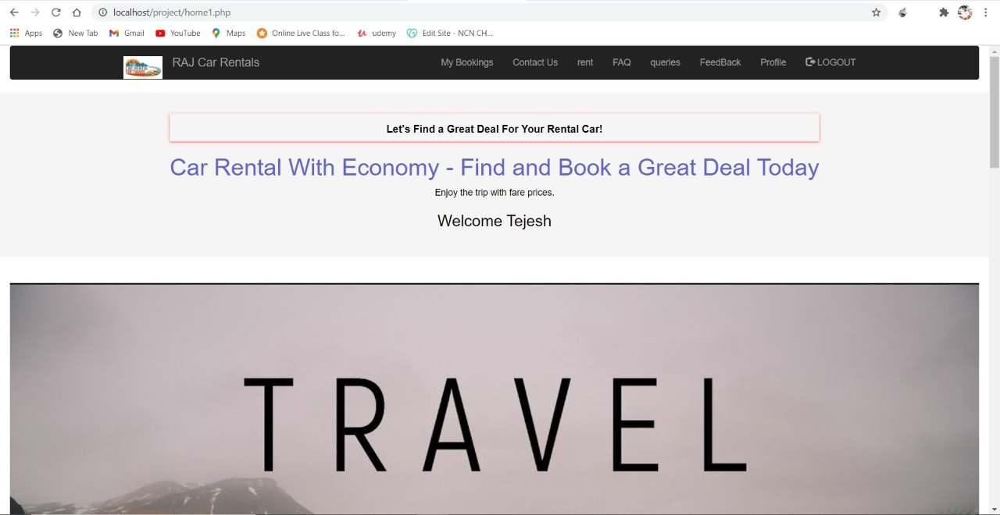 localhost/project/home1.php
Apps New Tab Gmail YouTube Maps Online Live Class fo... udemy Edit Site - NCN CH...
RAJ Car Rentals My Bookings Contact Us rent FAQ queries FeedBack Profile LOGOUT
Let's Find a Great Deal For Your Rental Car!
Car Rental With Economy - Find and Book a Great Deal Today
Enjoy the trip with fare prices.
Welcome Tejesh
TRAVEL